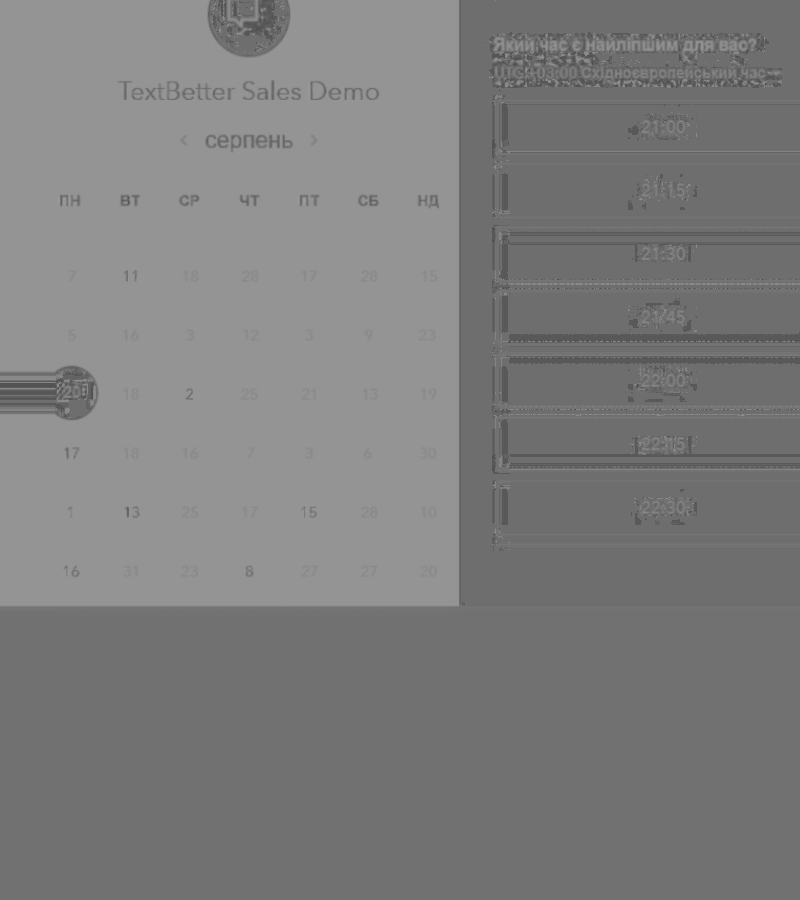 TextBetter Sales Demo
‹ серпень ›
ПН ВТ СР ЧТ ПТ СБ НД
7 11 18 28 17 28 15
5 16 3 12 3 9 23
20 18 2 25 21 13 19
17 18 16 7 3 6 30
1 13 25 17 15 28 10
16 31 23 8 27 27 20
Який час є найліпшим для вас?
UTC +03:00 Східноєвропейський час
21:00
21:15
21:30
21:45
22:00
22:15
22:30